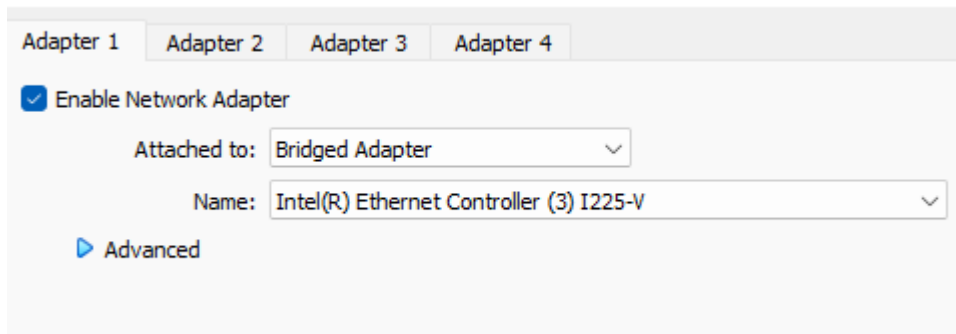 Adapter 1 Adapter 2 Adapter 3 Adapter 4
Enable Network Adapter
Attached to: Bridged Adapter
Name: Intel(R) Ethernet Controller (3) I225-V
Advanced